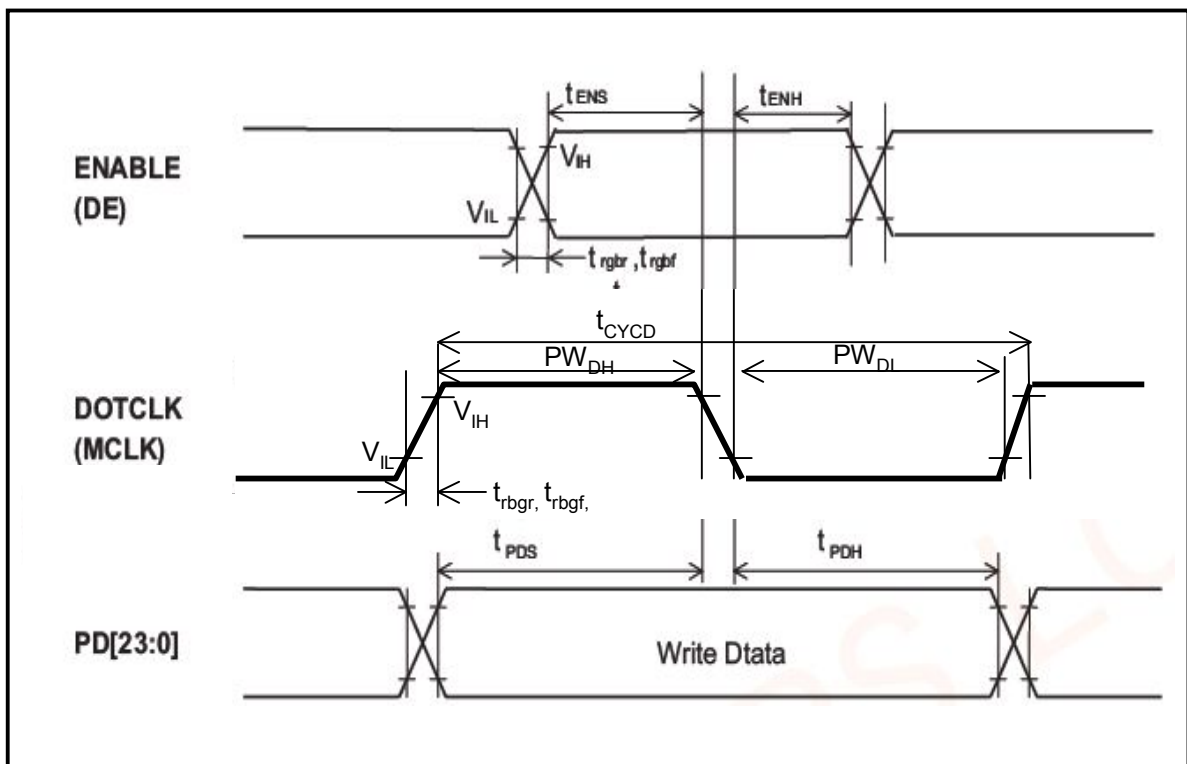 tENS
tENH
ENABLE
(DE)
VIH
VIL
trgbr ,trgbf
tCYCD
PWDH
PWDL
DOTCLK
(MCLK)
VIH
VIL
trbgr, trbgf,
tPDS
tPDH
PD[23:0]
Write Dtata